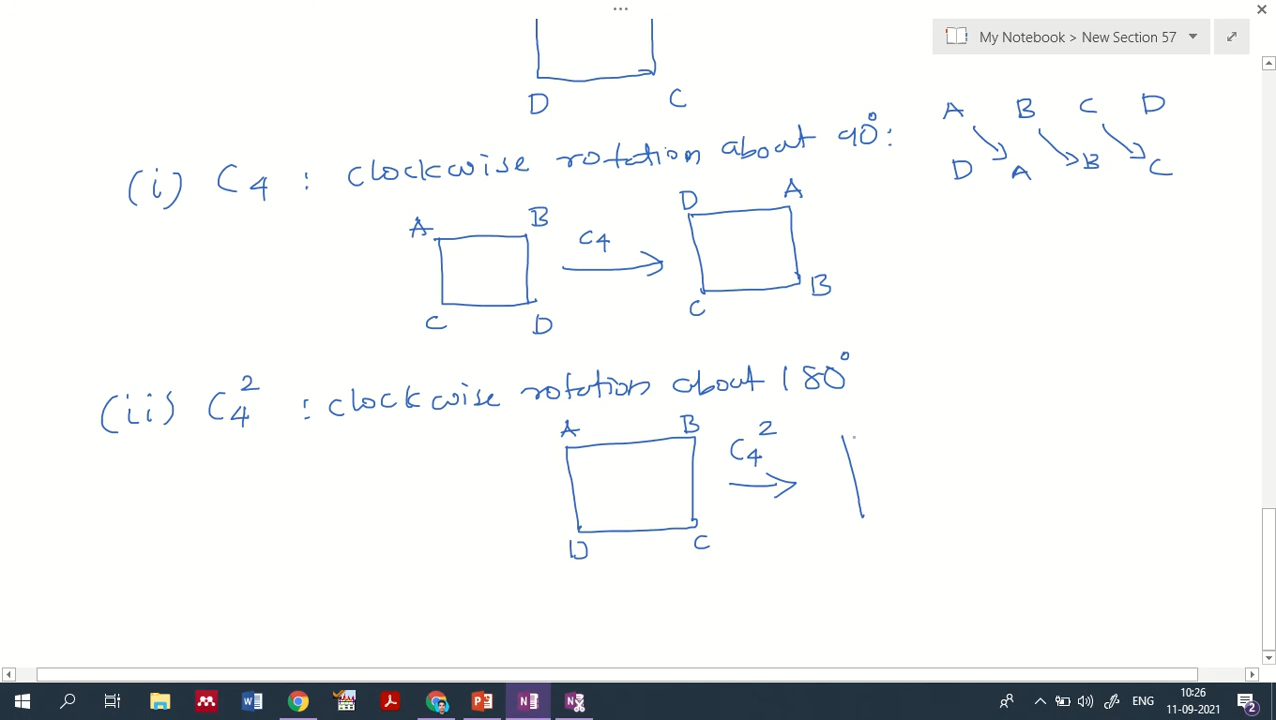 My Notebook > New Section 57
D C
A B C D
D A B C
(i) C4 : clockwise rotation about 90°:
A B C4 D A
C D C B
(ii) C4² : clockwise rotation about 180°
A B C4²
D C
ENG 10:26
11-09-2021 2